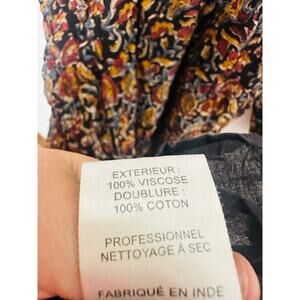 EXTERIEUR :
100% VISCOSE
DOUBLURE :
100% COTON
PROFESSIONNEL
NETTOYAGE À SEC
FABRIQUÉ EN INDE